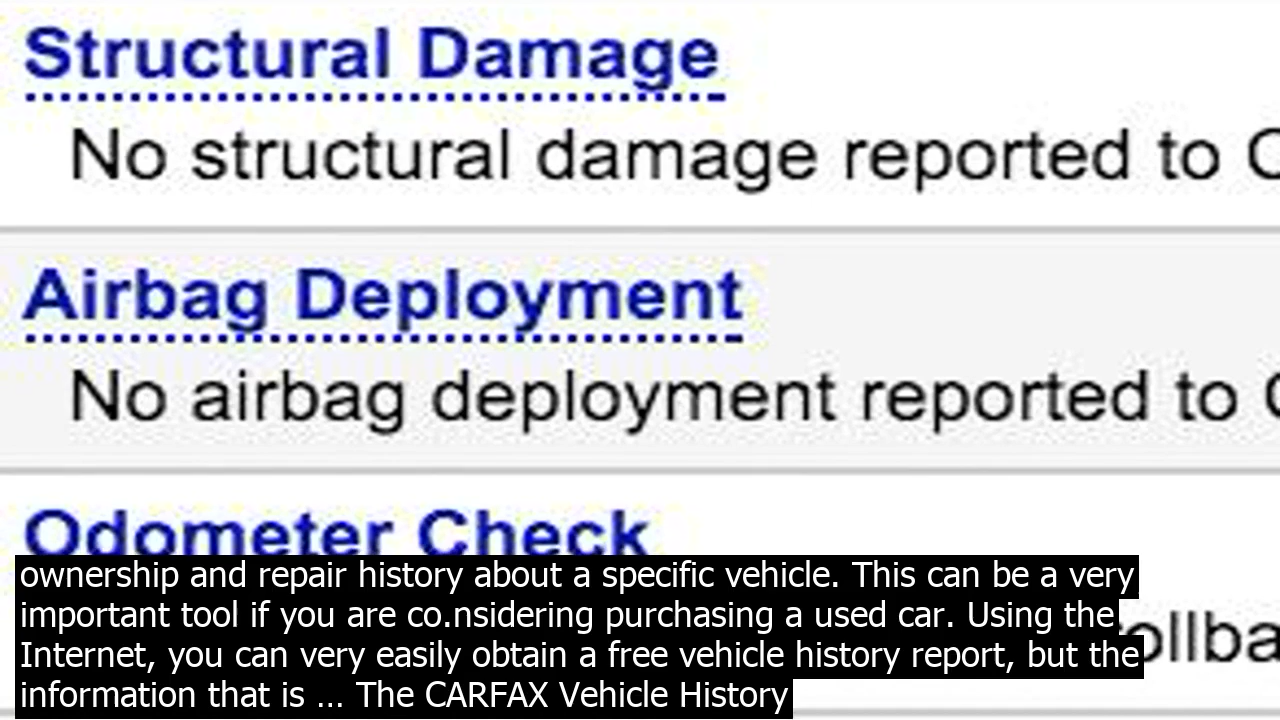 Structural Damage
No structural damage reported to
Airbag Deployment
No airbag deployment reported to
Odometer Check
ownership and repair history about a specific vehicle. This can be a very
important tool if you are co.nsidering purchasing a used car. Using the
Internet, you can very easily obtain a free vehicle history report, but the
information that is ... The CARFAX Vehicle History